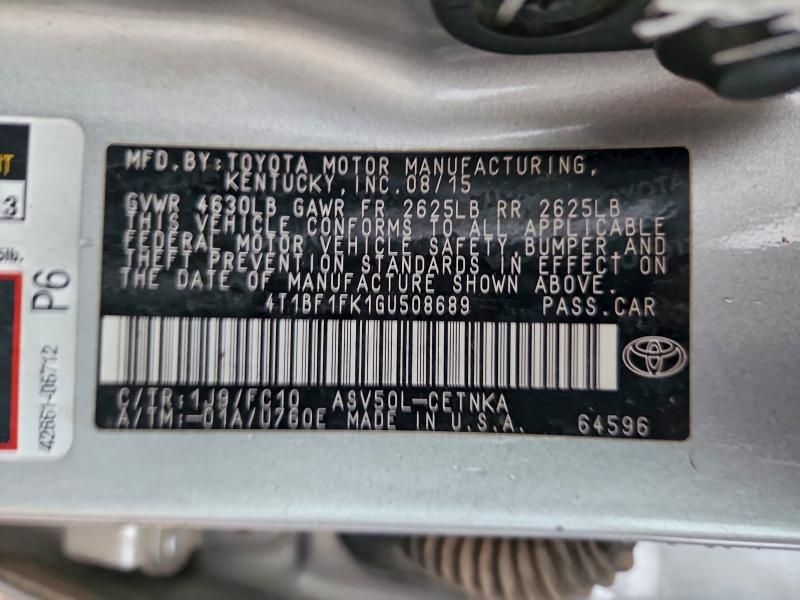 MFD. BY: TOYOTA MOTOR MANUFACTURING,
KENTUCKY, INC. 08/15
GVWR 4630LB GAWR FR 2625LB RR 2625LB
THIS VEHICLE CONFORMS TO ALL APPLICABLE
FEDERAL MOTOR VEHICLE SAFETY, BUMPER AND
THEFT PREVENTION STANDARDS IN EFFECT ON
THE DATE OF MANUFACTURE SHOWN ABOVE.
4T1BF1FK1GU508689 PASS.CAR
C/TR: 1J9/FC10 ASV50L-CETNKA
A/TM: -01A/U760E MADE IN U.S.A. 64596
3
P6
42661-06712